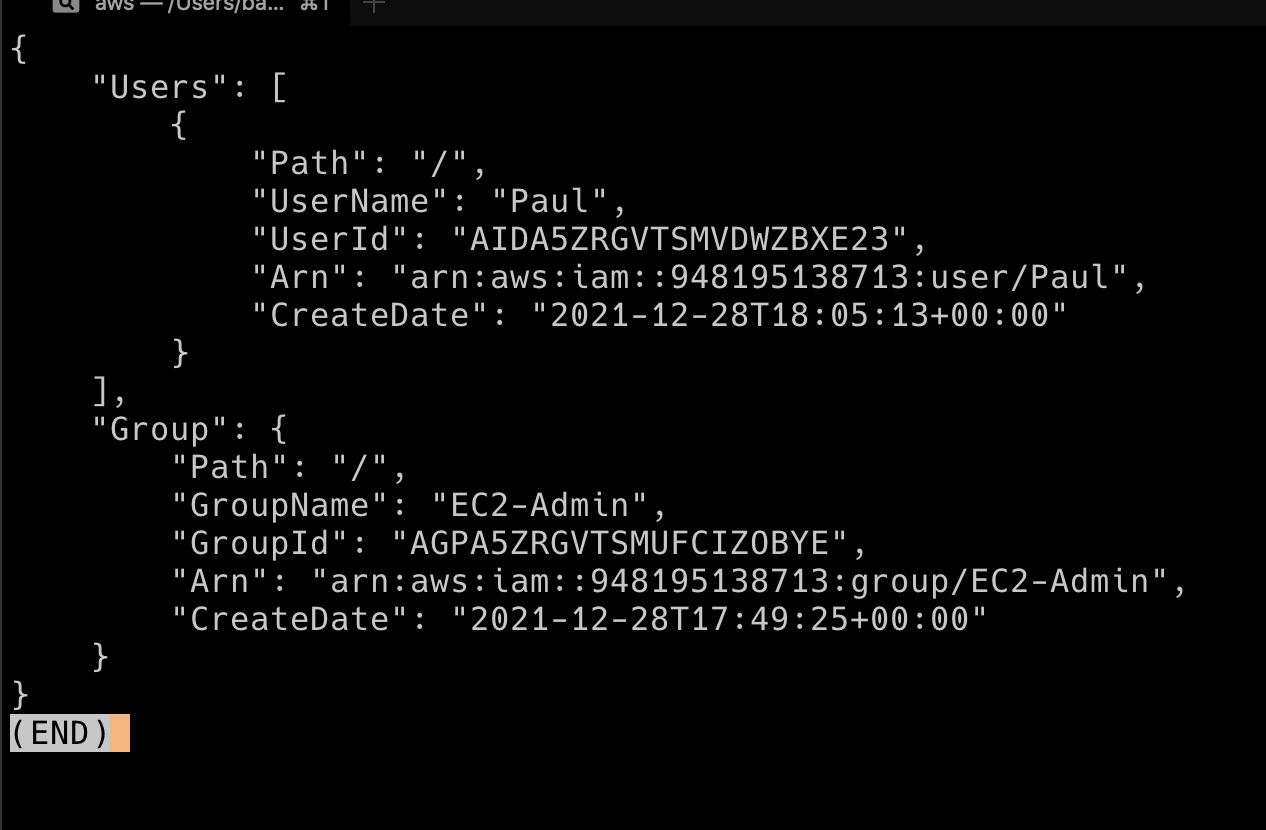 aws — /Users/ba... ⌘1
{
    "Users": [
        {
            "Path": "/",
            "UserName": "Paul",
            "UserId": "AIDA5ZRGVTSMVDWZBXE23",
            "Arn": "arn:aws:iam::948195138713:user/Paul",
            "CreateDate": "2021-12-28T18:05:13+00:00"
        }
    ],
    "Group": {
        "Path": "/",
        "GroupName": "EC2-Admin",
        "GroupId": "AGPA5ZRGVTSMUFCIZOBYE",
        "Arn": "arn:aws:iam::948195138713:group/EC2-Admin",
        "CreateDate": "2021-12-28T17:49:25+00:00"
    }
}
(END)